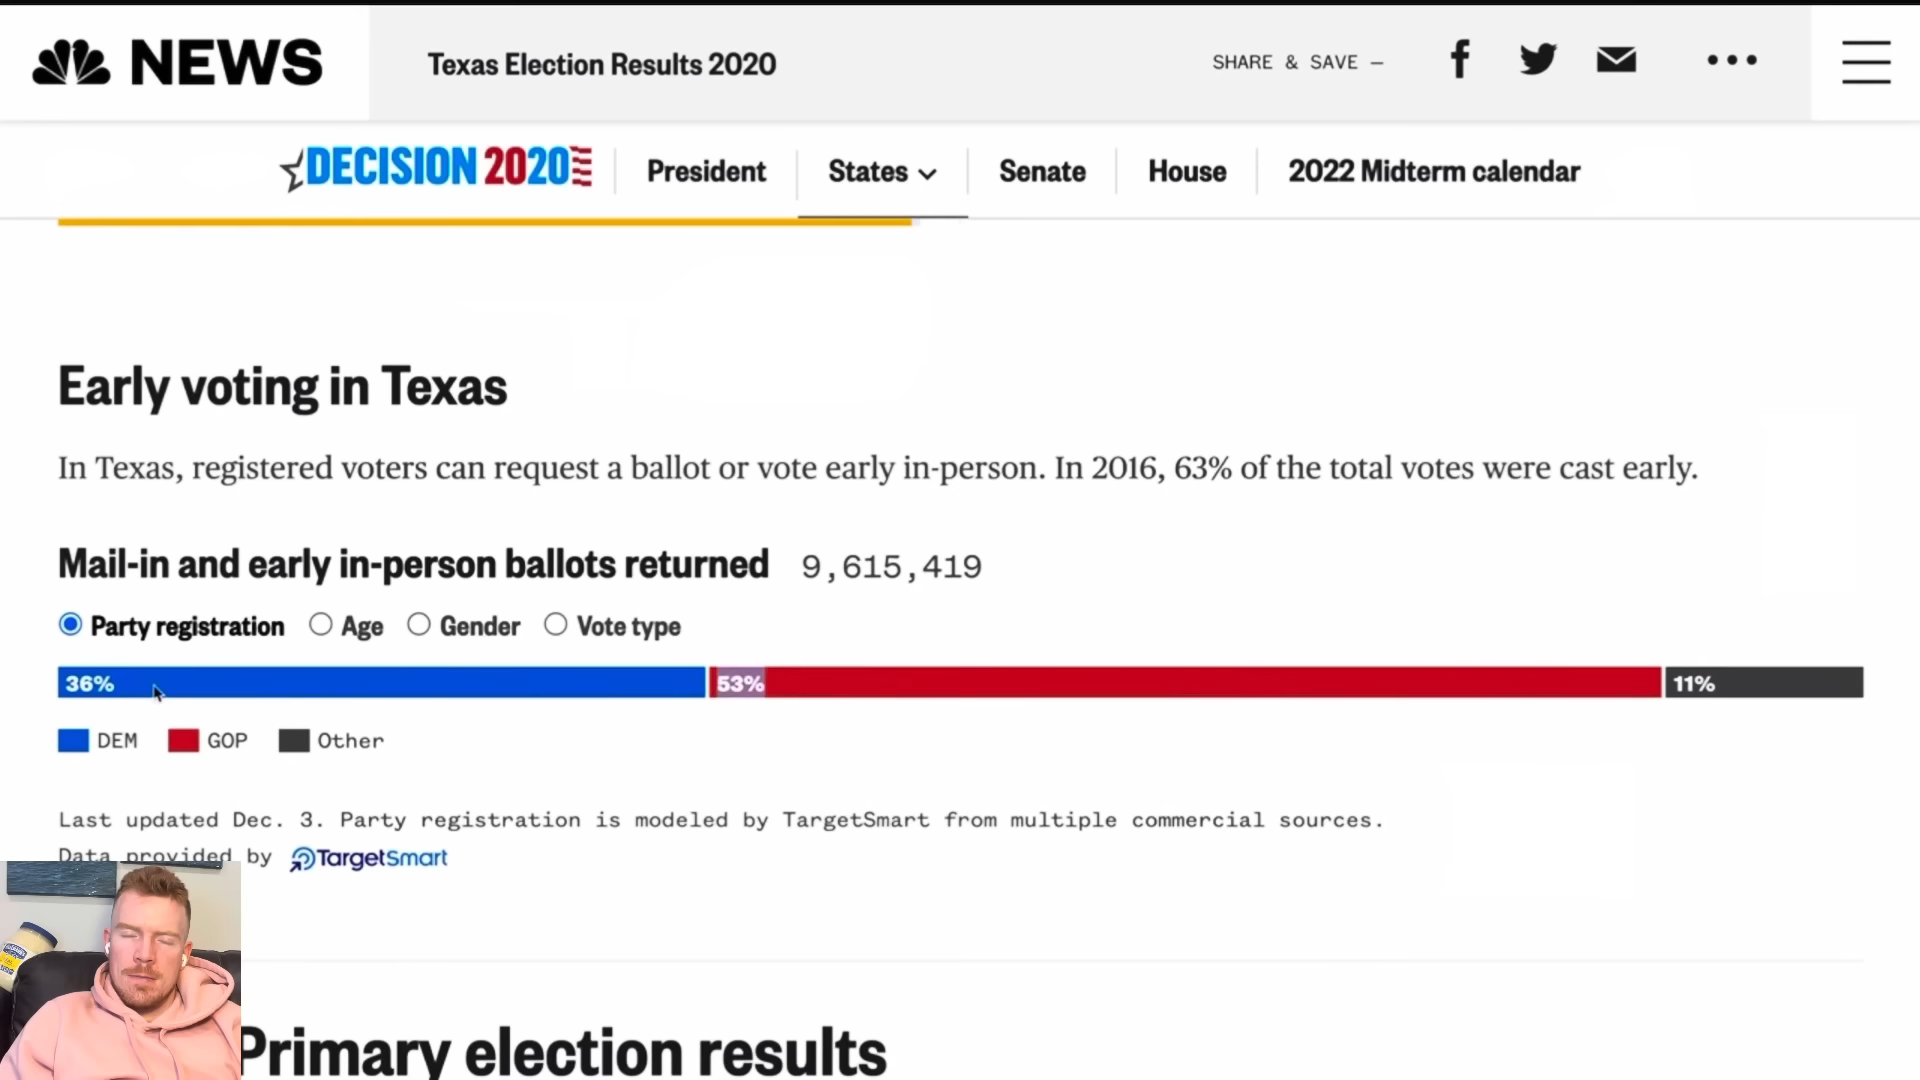 NEWS
Texas Election Results 2020
SHARE & SAVE –
DECISION 2020
President
States
Senate
House
2022 Midterm calendar
Early voting in Texas
In Texas, registered voters can request a ballot or vote early in-person. In 2016, 63% of the total votes were cast early.
Mail-in and early in-person ballots returned 9,615,419
Party registration Age Gender Vote type
36% 53% 11%
DEM GOP Other
Last updated Dec. 3. Party registration is modeled by TargetSmart from multiple commercial sources.
Data provided by TargetSmart
Primary election results